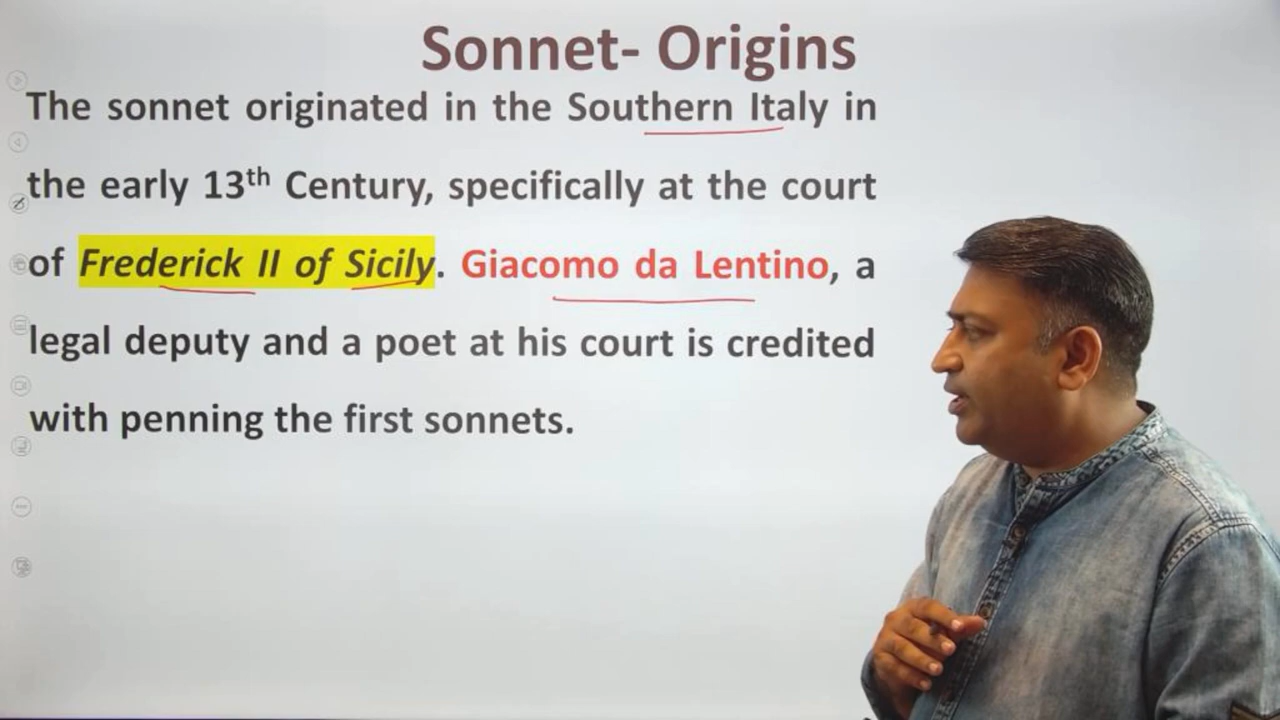 Sonnet- Origins
The sonnet originated in the Southern Italy in
the early 13th Century, specifically at the court
of Frederick II of Sicily. Giacomo da Lentino, a
legal deputy and a poet at his court is credited
with penning the first sonnets.